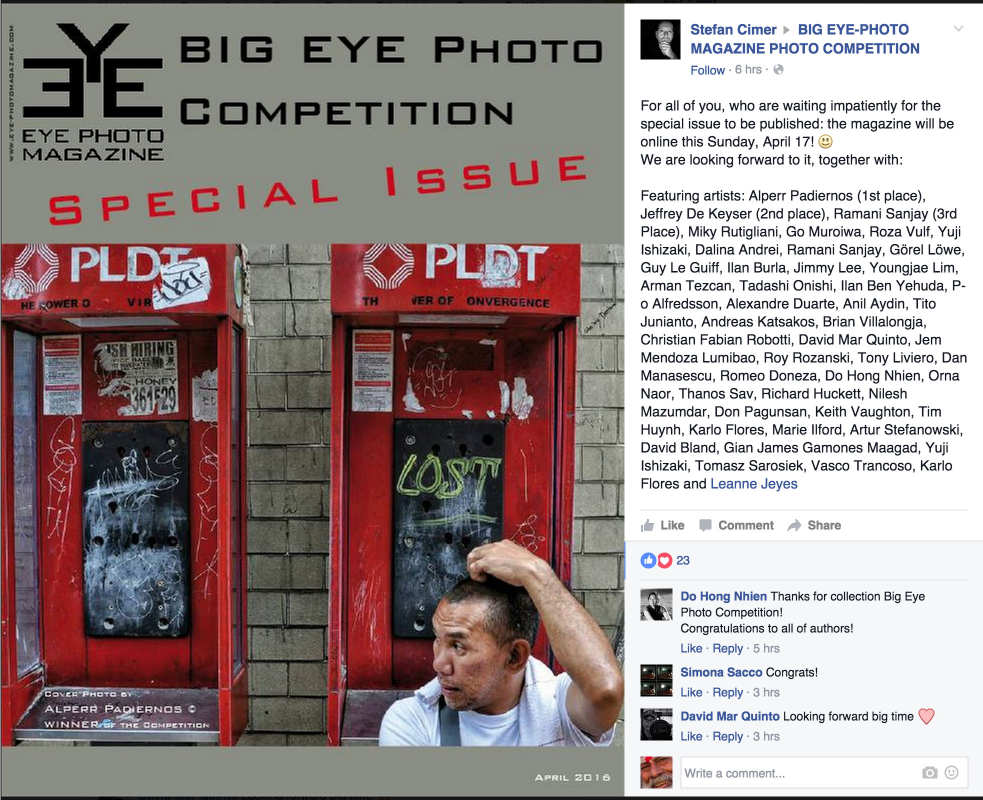 WWW.EYE-PHOTOMAGAZINE.COM
EYE
EYE PHOTO
MAGAZINE
BIG EYE PHOTO
COMPETITION
SPECIAL ISSUE
PLDT
HE POWER O VIR
PLDT
TH WER OF ONVERGENCE
SH HIRING
HONEY
361529
LOST
COVER PHOTO BY
ALPERR PADIERNOS ©
WINNER OF THE COMPETITION
APRIL 2016
Stefan Cimer ▸ BIG EYE-PHOTO
MAGAZINE PHOTO COMPETITION
Follow · 6 hrs ·
For all of you, who are waiting impatiently for the
special issue to be published: the magazine will be
online this Sunday, April 17! 😃
We are looking forward to it, together with:
Featuring artists: Alperr Padiernos (1st place),
Jeffrey De Keyser (2nd place), Ramani Sanjay (3rd
Place), Miky Rutigliani, Go Muroiwa, Roza Vulf, Yuji
Ishizaki, Dalina Andrei, Ramani Sanjay, Görel Löwe,
Guy Le Guiff, Ilan Burla, Jimmy Lee, Youngjae Lim,
Arman Tezcan, Tadashi Onishi, Ilan Ben Yehuda, P-
o Alfredsson, Alexandre Duarte, Anil Aydin, Tito
Junianto, Andreas Katsakos, Brian Villalongja,
Christian Fabian Robotti, David Mar Quinto, Jem
Mendoza Lumibao, Roy Rozanski, Tony Liviero, Dan
Manasescu, Romeo Doneza, Do Hong Nhien, Orna
Naor, Thanos Sav, Richard Huckett, Nilesh
Mazumdar, Don Pagunsan, Keith Vaughton, Tim
Huynh, Karlo Flores, Marie Ilford, Artur Stefanowski,
David Bland, Gian James Gamones Maagad, Yuji
Ishizaki, Tomasz Sarosiek, Vasco Trancoso, Karlo
Flores and Leanne Jeyes
Like Comment Share
23
Do Hong Nhien Thanks for collection Big Eye
Photo Competition!
Congratulations to all of authors!
Like · Reply · 5 hrs
Simona Sacco Congrats!
Like · Reply · 3 hrs
David Mar Quinto Looking forward big time ❤
Like · Reply · 3 hrs
Write a comment...